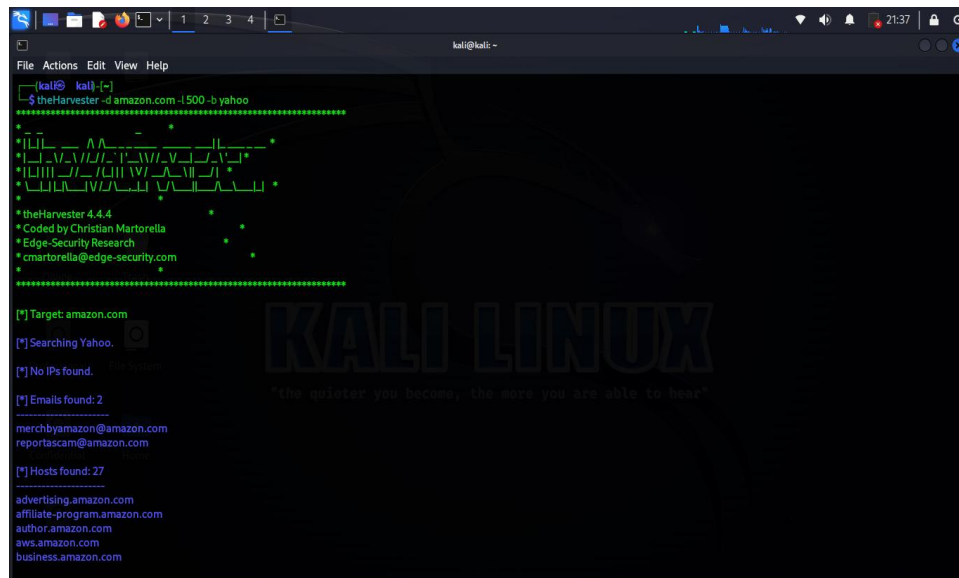 1 2 3 4
21:37
kali@kali: ~
File Actions Edit View Help
(kali㉿ kali)-[~]
$ theHarvester -d amazon.com -l 500 -b yahoo
*******************************************************************
* theHarvester 4.4.4 *
* Coded by Christian Martorella *
* Edge-Security Research *
* cmartorella@edge-security.com *
* *
*******************************************************************
[*] Target: amazon.com
[*] Searching Yahoo.
[*] No IPs found.
[*] Emails found: 2
----------------------
merchbyamazon@amazon.com
reportascam@amazon.com
[*] Hosts found: 27
---------------------
advertising.amazon.com
affiliate-program.amazon.com
author.amazon.com
aws.amazon.com
business.amazon.com
KALI LINUX
"the quieter you become, the more you are able to hear"
File System
Home